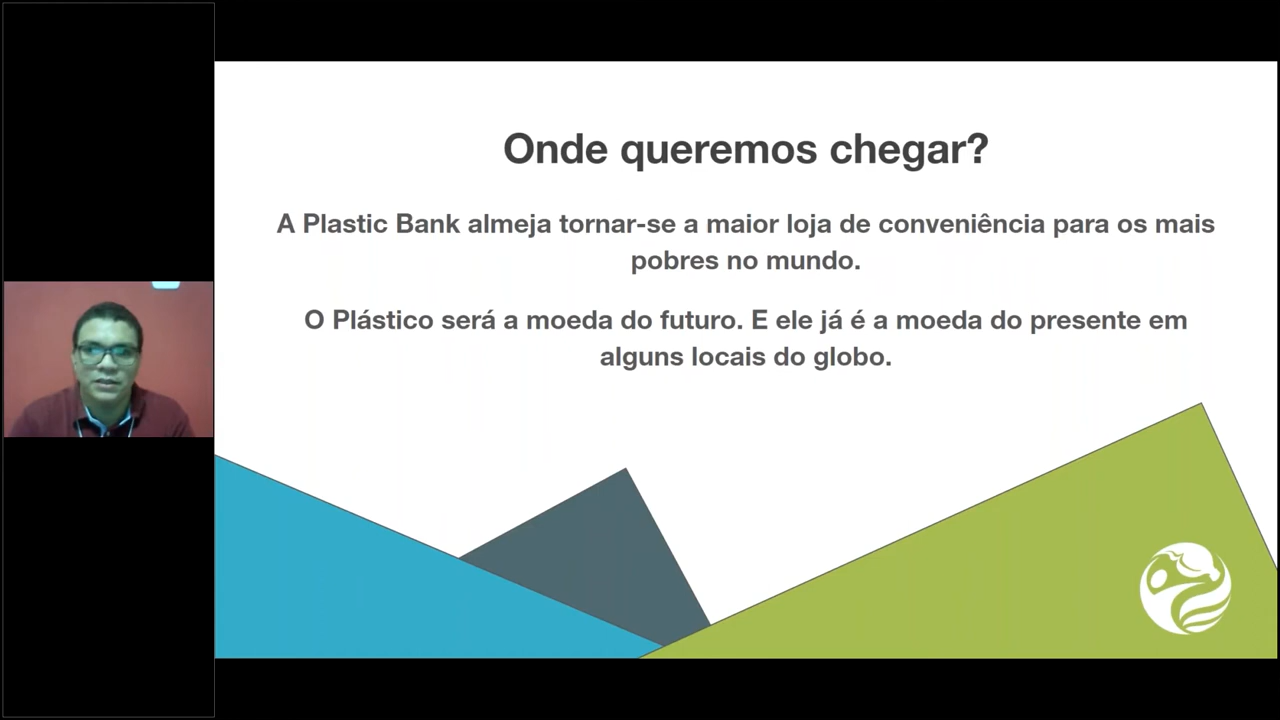 Onde queremos chegar?
A Plastic Bank almeja tornar-se a maior loja de conveniência para os mais
pobres no mundo.
O Plástico será a moeda do futuro. E ele já é a moeda do presente em
alguns locais do globo.